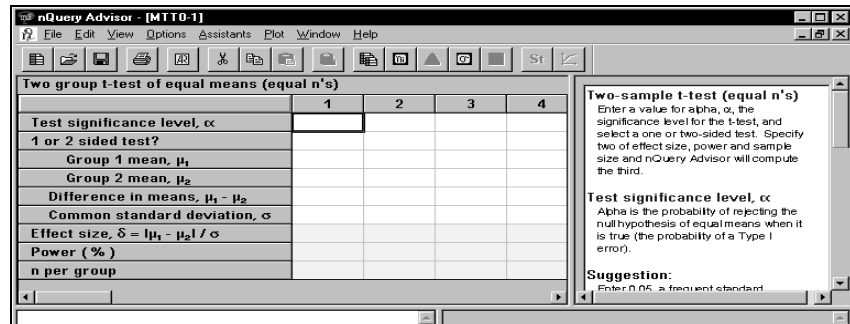 nQuery Advisor - [MTT0-1]
File Edit View Options Assistants Plot Window Help
St
Two group t-test of equal means (equal n's)
1 2 3 4
Test significance level, α
1 or 2 sided test?
Group 1 mean, μ₁
Group 2 mean, μ₂
Difference in means, μ₁ - μ₂
Common standard deviation, σ
Effect size, δ = |μ₁ - μ₂| / σ
Power ( % )
n per group
Two-sample t-test (equal n's)
Enter a value for alpha, α, the
significance level for the t-test, and
select a one or two-sided test. Specify
two of effect size, power and sample
size and nQuery Advisor will compute
the third.
Test significance level, α
Alpha is the probability of rejecting the
null hypothesis of equal means when it
is true (the probability of a Type I
error).
Suggestion:
Enter 0.05, a frequent standard